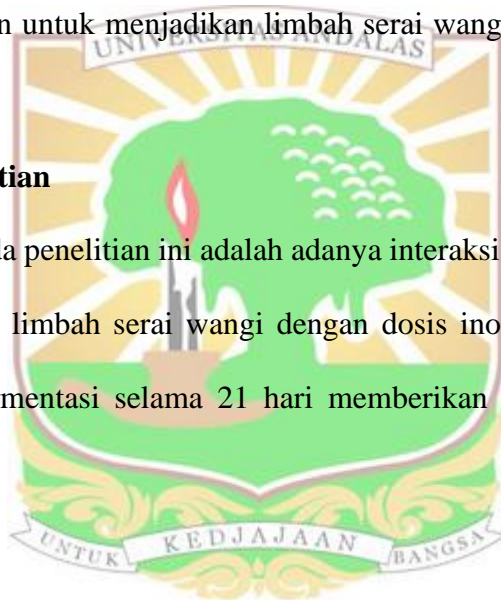 n untuk menjadikan limbah serai wang
UNIVERSITAS ANDALAS
tian
la penelitian ini adalah adanya interaksi
limbah serai wangi dengan dosis ino
mentasi selama 21 hari memberikan
UNTUK KEDJAJAAN BANGSA